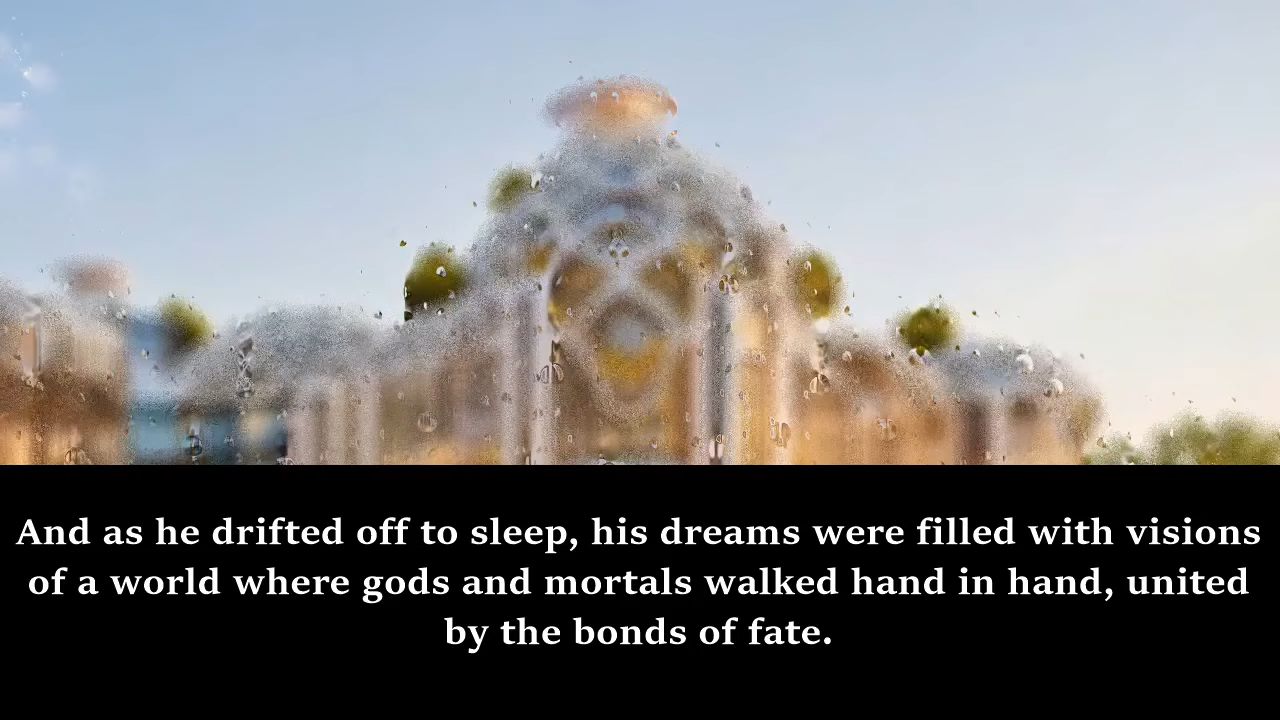 And as he drifted off to sleep, his dreams were filled with visions
of a world where gods and mortals walked hand in hand, united
by the bonds of fate.